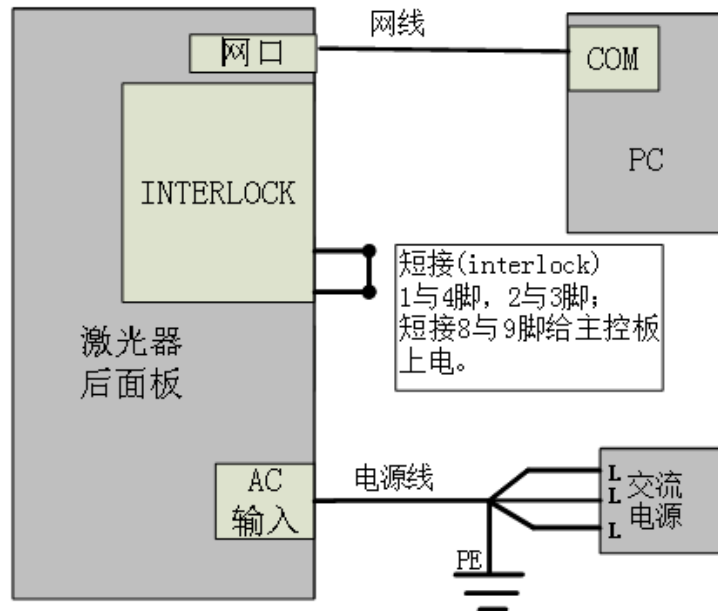 网线
网口
COM
PC
INTERLOCK
短接(interlock)
1与4脚，2与3脚；
短接8与9脚给主控板
上电。
激光器
后面板
AC
输入
电源线
L
L
L
交流
电源
PE